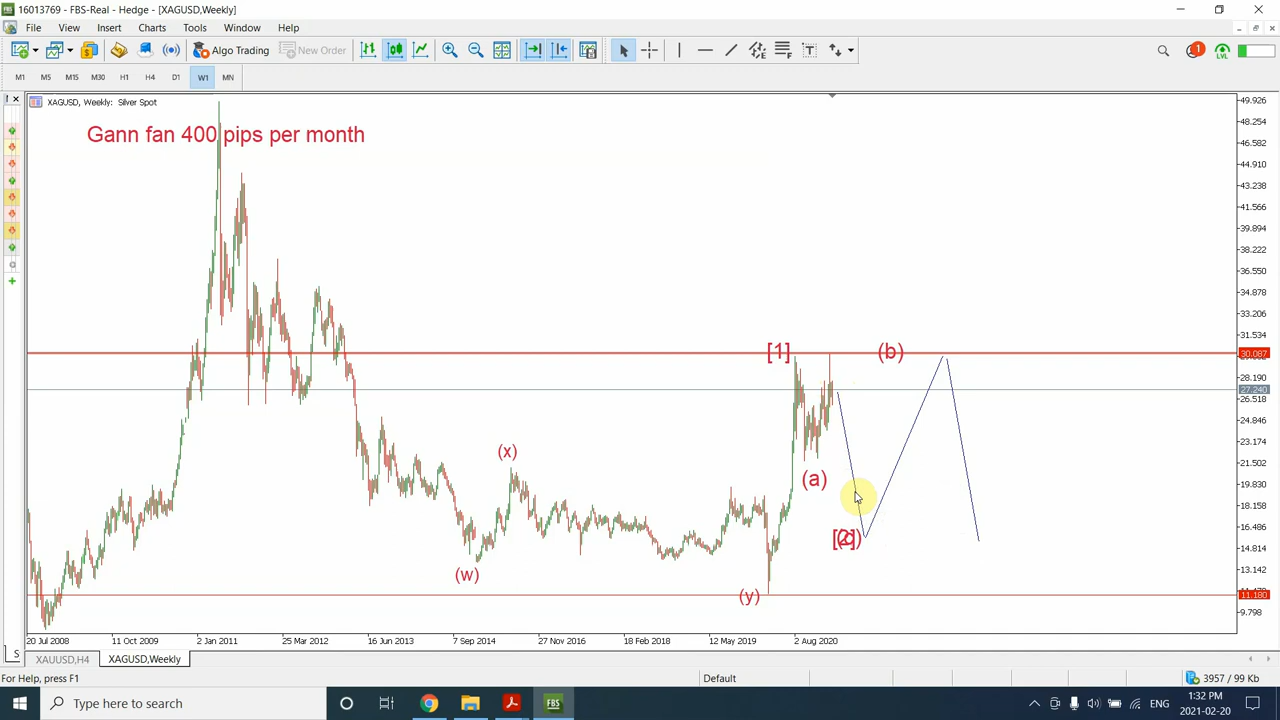 16013769 - FBS-Real - Hedge - [XAGUSD,Weekly]
File View Insert Charts Tools Window Help
Algo Trading New Order
M1 M5 M15 M30 H1 H4 D1 W1 MN
XAGUSD, Weekly: Silver Spot
Gann fan 400 pips per month
49.926
48.254
46.582
44.910
43.238
41.566
39.894
38.222
36.550
34.878
33.206
31.534
30.087
28.190
27.240
26.518
24.846
23.174
21.502
19.830
18.158
16.486
14.814
13.142
11.180
9.798
[1]
(b)
(x)
(a)
(w)
(y)
20 Jul 2008 11 Oct 2009 2 Jan 2011 25 Mar 2012 16 Jun 2013 7 Sep 2014 27 Nov 2016 18 Feb 2018 12 May 2019 2 Aug 2020
S XAUUSD,H4 XAGUSD,Weekly
For Help, press F1 Default 3957 / 99 Kb
Type here to search
ENG
1:32 PM
2021-02-20
LVL
1